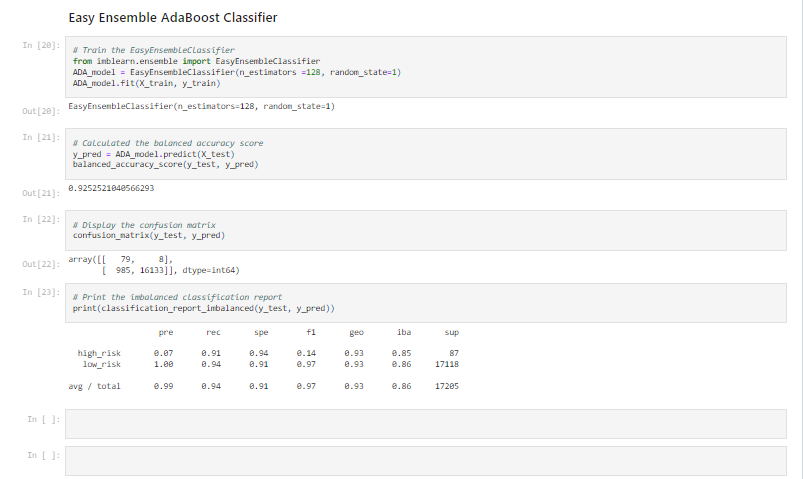 Easy Ensemble AdaBoost Classifier
In [20]:
# Train the EasyEnsembleClassifier
from imblearn.ensemble import EasyEnsembleClassifier
ADA_model = EasyEnsembleClassifier(n_estimators =128, random_state=1)
ADA_model.fit(X_train, y_train)
Out[20]: EasyEnsembleClassifier(n_estimators=128, random_state=1)
In [21]:
# Calculated the balanced accuracy score
y_pred = ADA_model.predict(X_test)
balanced_accuracy_score(y_test, y_pred)
Out[21]: 0.9252521040566293
In [22]:
# Display the confusion matrix
confusion_matrix(y_test, y_pred)
Out[22]: array([[ 79, 8],
[ 985, 16133]], dtype=int64)
In [23]:
# Print the imbalanced classification report
print(classification_report_imbalanced(y_test, y_pred))
pre rec spe f1 geo iba sup
high_risk 0.07 0.91 0.94 0.14 0.93 0.85 87
low_risk 1.00 0.94 0.91 0.97 0.93 0.86 17118
avg / total 0.99 0.94 0.91 0.97 0.93 0.86 17205
In [ ]:
In [ ]: